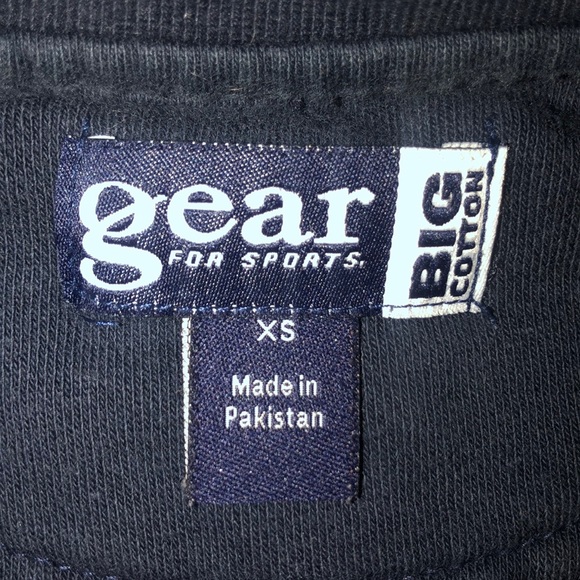 gear
FOR SPORTS.
BIG
COTTON
XS
Made in
Pakistan